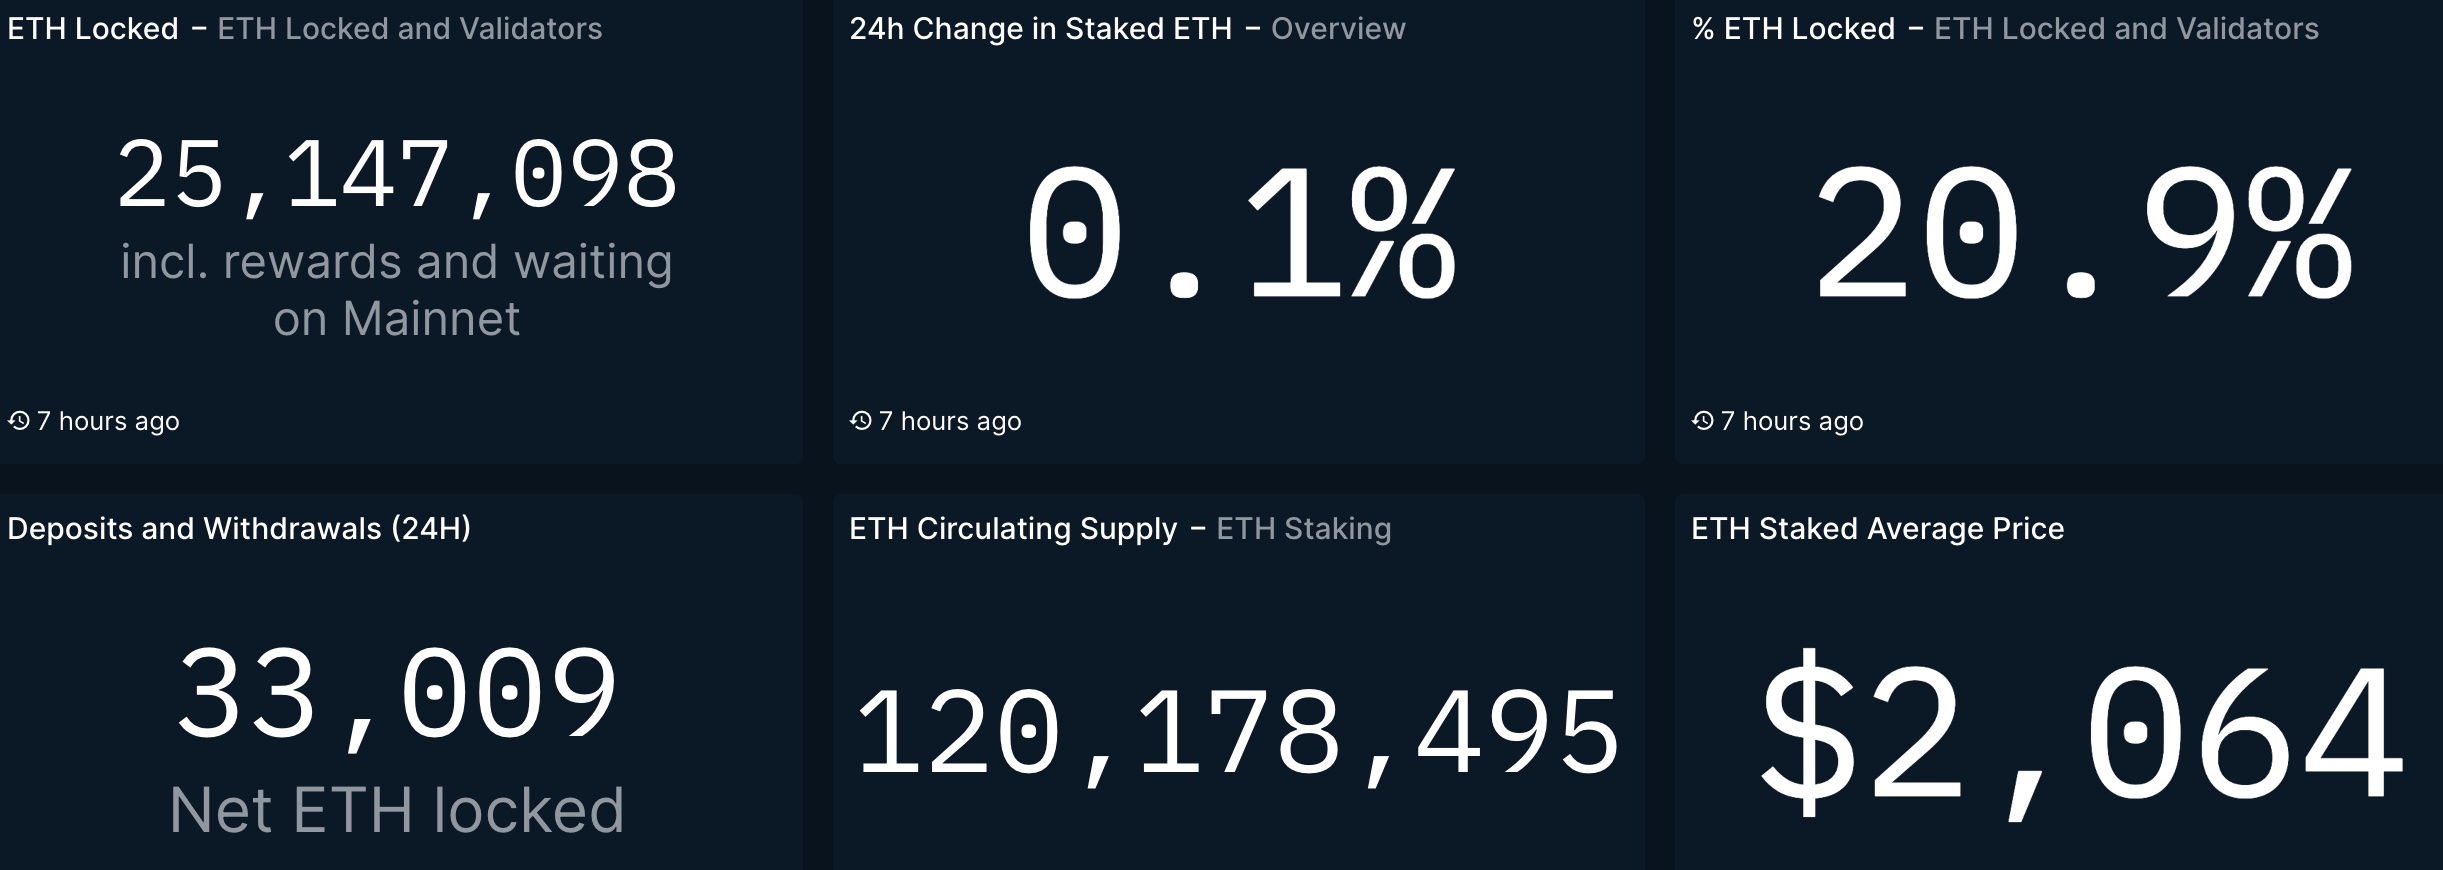 ETH Locked – ETH Locked and Validators
25,147,098
incl. rewards and waiting
on Mainnet
7 hours ago
24h Change in Staked ETH – Overview
0.1%
7 hours ago
% ETH Locked – ETH Locked and Validators
20.9%
7 hours ago
Deposits and Withdrawals (24H)
33,009
Net ETH locked
ETH Circulating Supply – ETH Staking
120,178,495
ETH Staked Average Price
$2,064